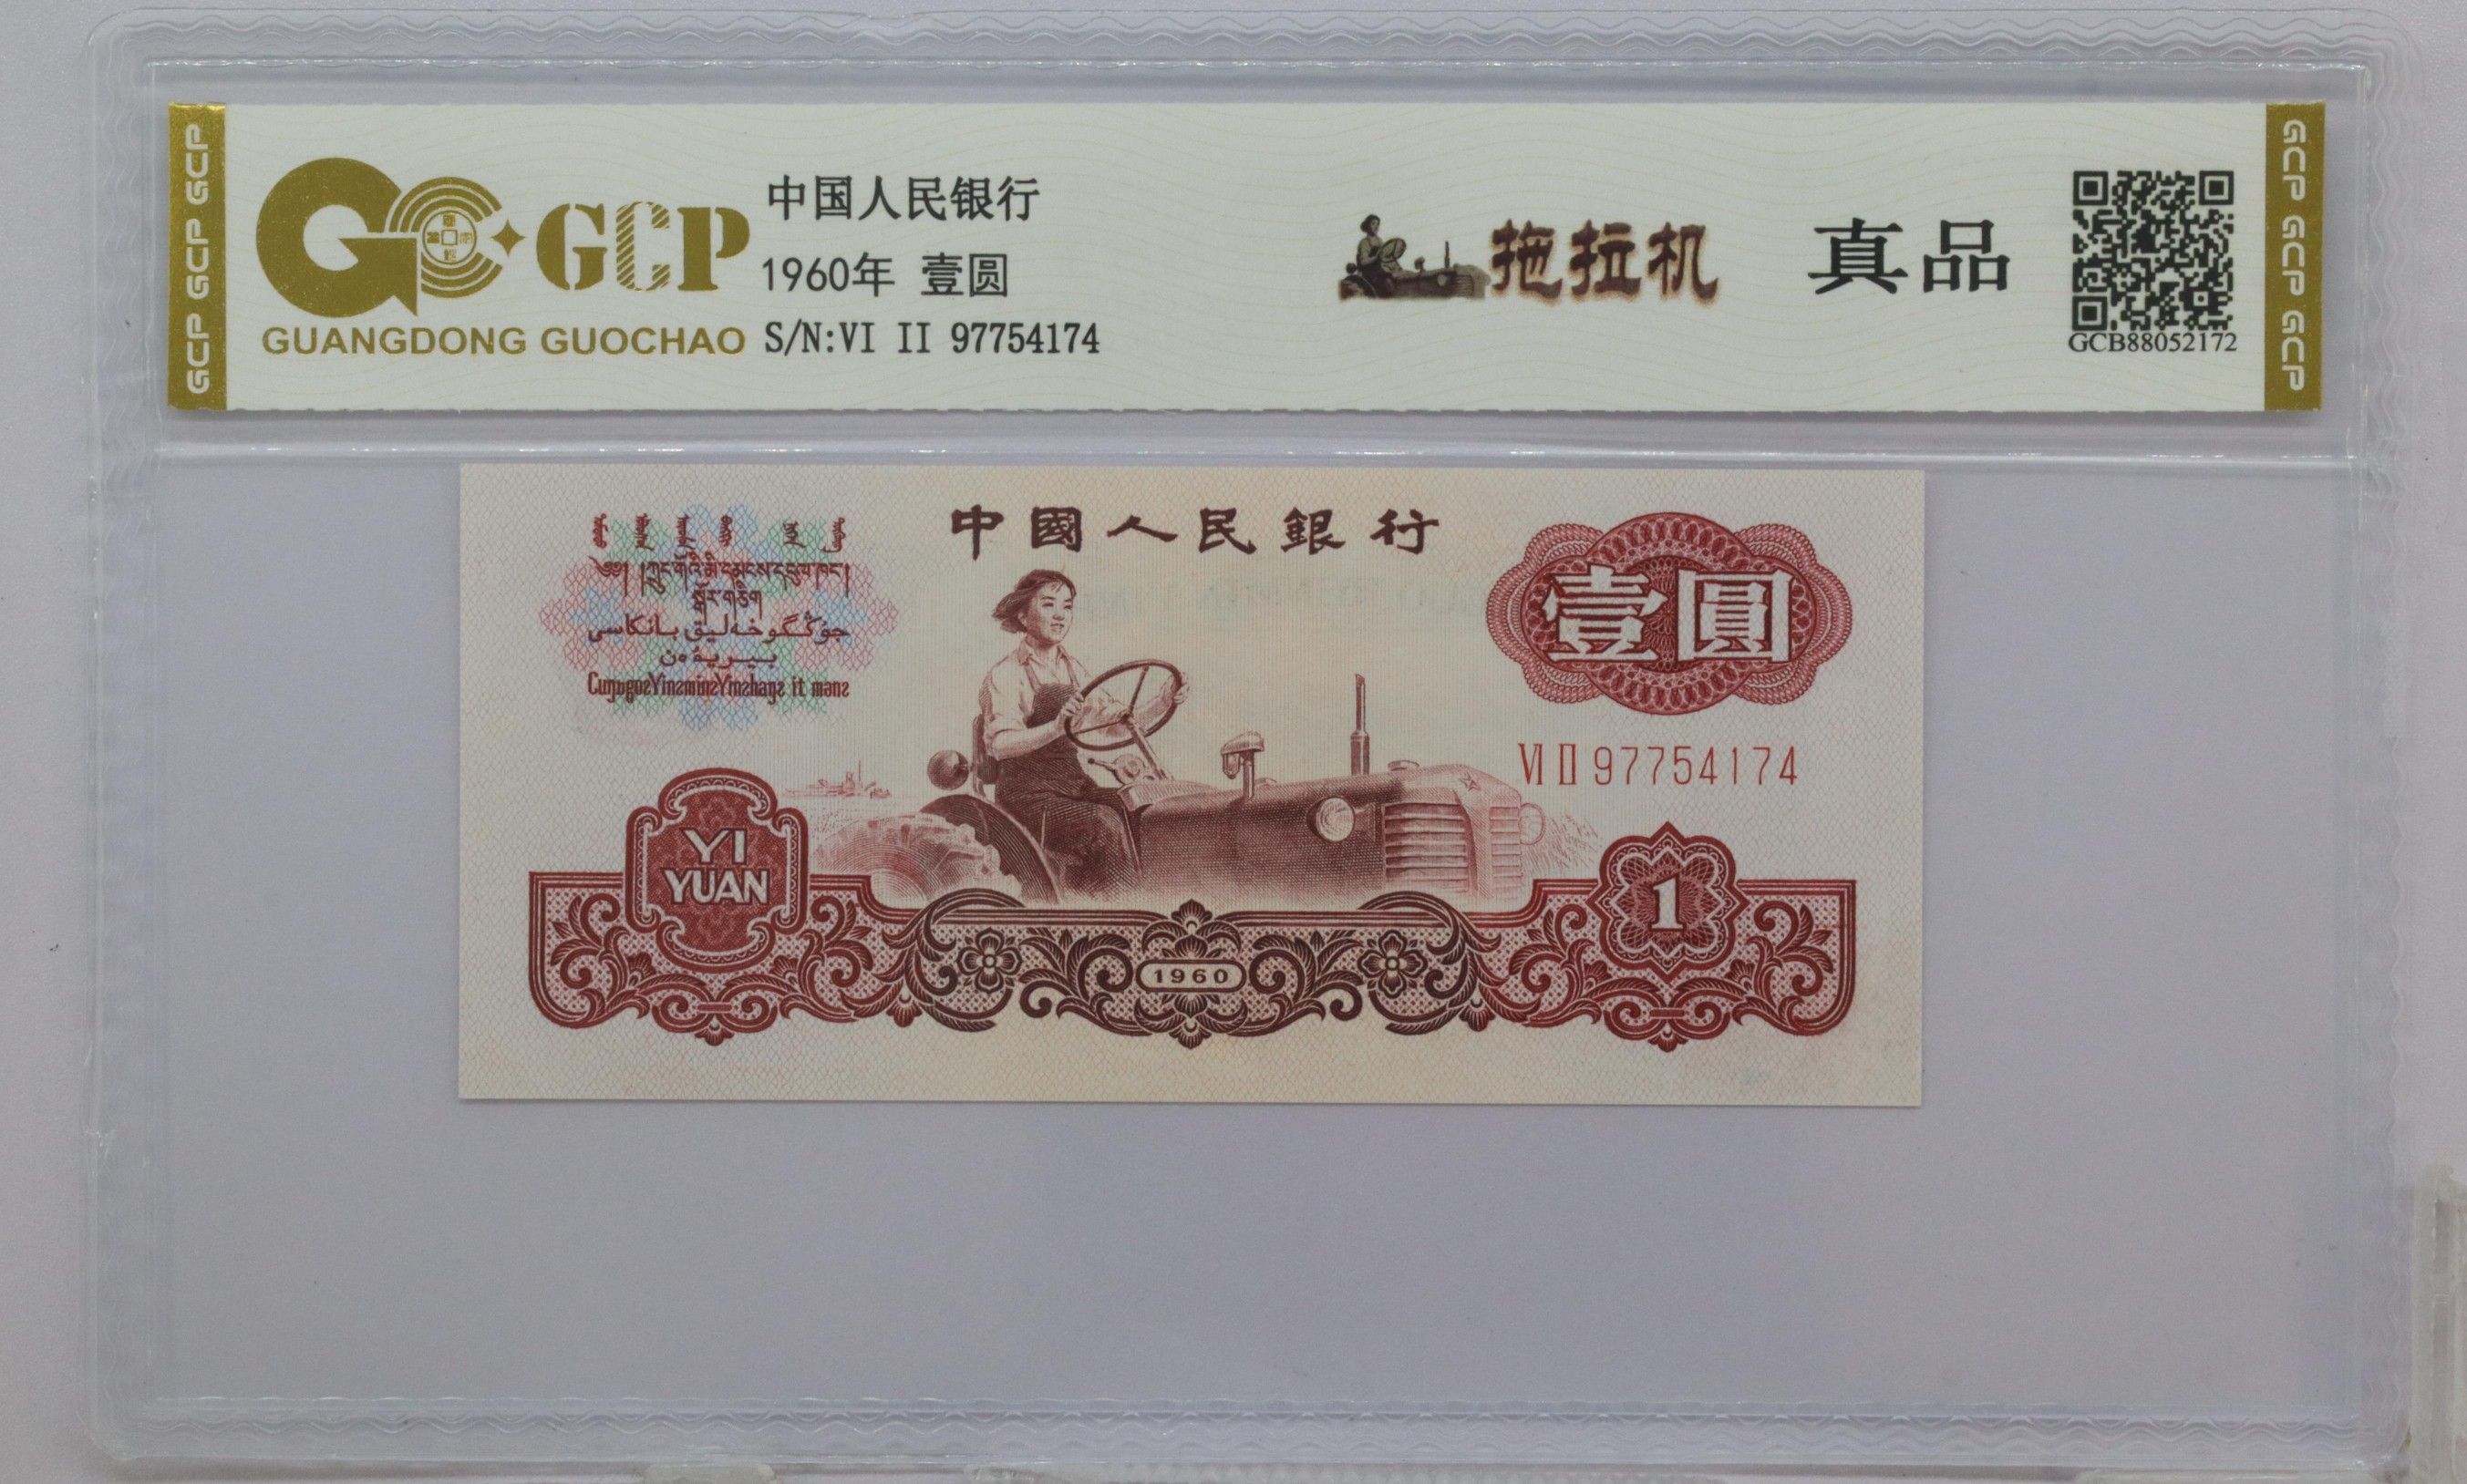 GCP GCP GCP
GCP
GUANGDONG GUOCHAO
中国人民银行
1960年 壹圆
S/N:VI II 97754174
拖拉机
真品
GCB88052172
GCP GCP GCP
中國人民銀行
壹圓
VI II 97754174
YI
YUAN
1960
1